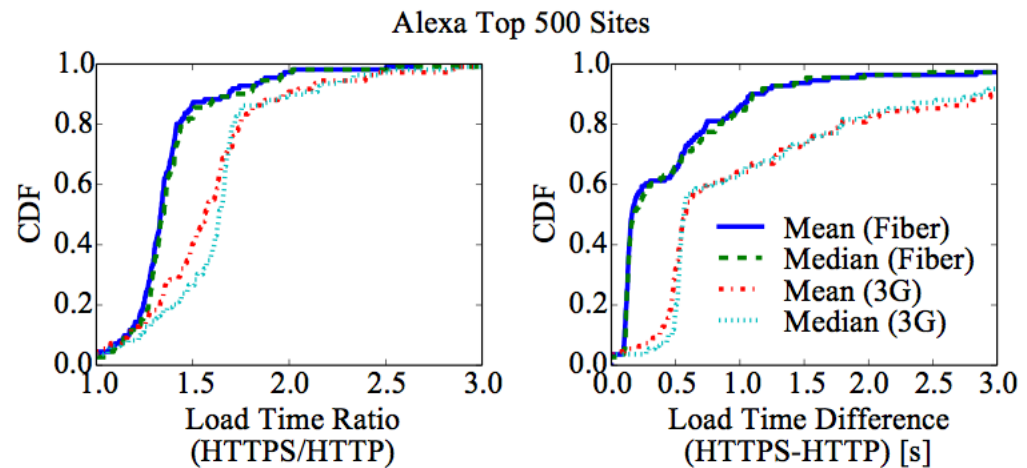 Alexa Top 500 Sites
CDF
1.0
0.8
0.6
0.4
0.2
0.0
1.0 1.5 2.0 2.5 3.0
Load Time Ratio
(HTTPS/HTTP)
CDF
1.0
0.8
0.6
0.4
0.2
0.0
0.0 0.5 1.0 1.5 2.0 2.5 3.0
Load Time Difference
(HTTPS-HTTP) [s]
Mean (Fiber)
Median (Fiber)
Mean (3G)
Median (3G)